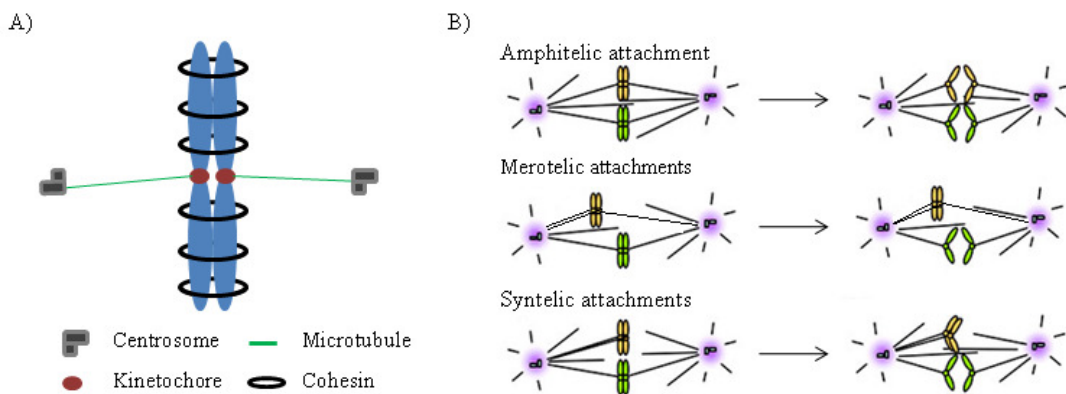 A)
Centrosome
Microtubule
Kinetochore
Cohesin
B)
Amphitelic attachment
Merotelic attachments
Syntelic attachments